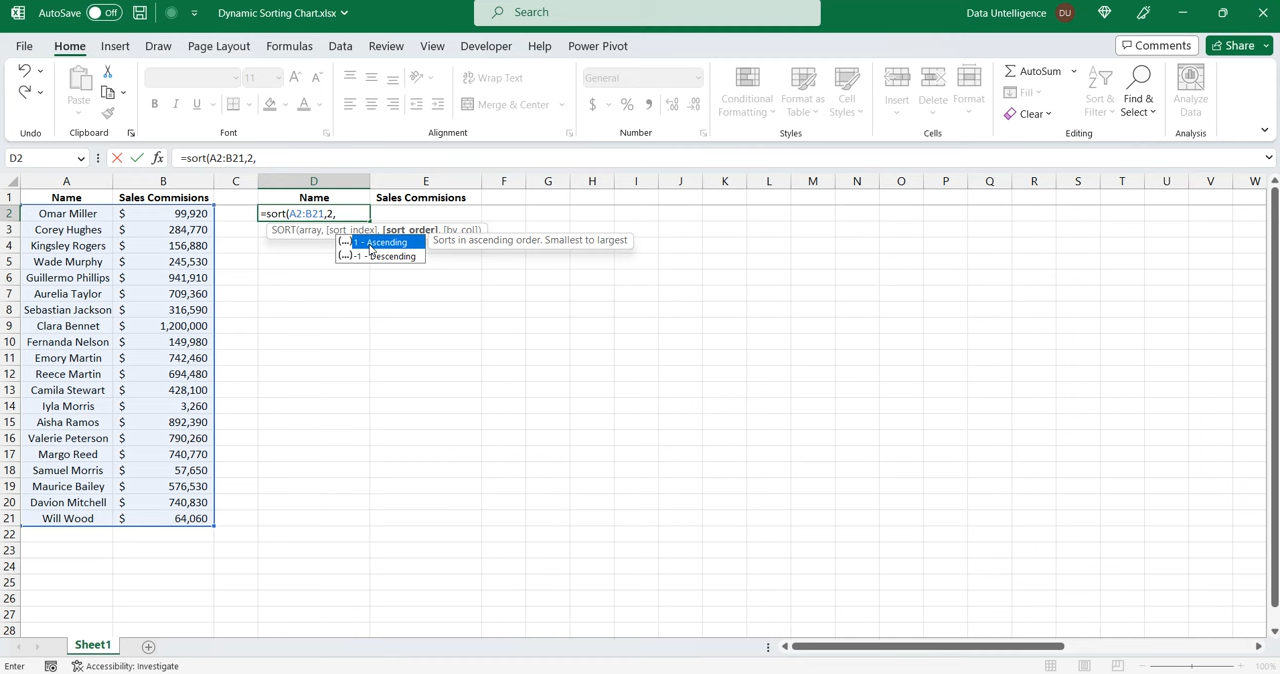 AutoSave Off Dynamic Sorting Chart.xlsx Search Data Untelligence DU
File Home Insert Draw Page Layout Formulas Data Review View Developer Help Power Pivot Comments Share
Paste 11 B I U Wrap Text Merge & Center General $ % Conditional Formatting Format as Table Cell Styles Insert Delete Format AutoSum Fill Clear Sort & Filter Find & Select Analyze Data
Undo Clipboard Font Alignment Number Styles Cells Editing Analysis
D2 fx =sort(A2:B21,2,
A B C D E F G H I J K L M N O P Q R S T U V W
1 Name Sales Commisions Name Sales Commisions
2 Omar Miller $ 99,920 =sort(A2:B21,2,
3 Corey Hughes $ 284,770 SORT(array, [sort_index], [sort_order], [by_col])
4 Kingsley Rogers $ 156,880 (...) 1 - Ascending Sorts in ascending order. Smallest to largest
5 Wade Murphy $ 245,530 (...) -1 - Descending
6 Guillermo Phillips $ 941,910
7 Aurelia Taylor $ 709,360
8 Sebastian Jackson $ 316,590
9 Clara Bennet $ 1,200,000
10 Fernanda Nelson $ 149,980
11 Emory Martin $ 742,460
12 Reece Martin $ 694,480
13 Camila Stewart $ 428,100
14 Iyla Morris $ 3,260
15 Aisha Ramos $ 892,390
16 Valerie Peterson $ 790,260
17 Margo Reed $ 740,770
18 Samuel Morris $ 57,650
19 Maurice Bailey $ 576,530
20 Davion Mitchell $ 740,830
21 Will Wood $ 64,060
22
23
24
25
26
27
28
Sheet1
Enter Accessibility: Investigate 100%